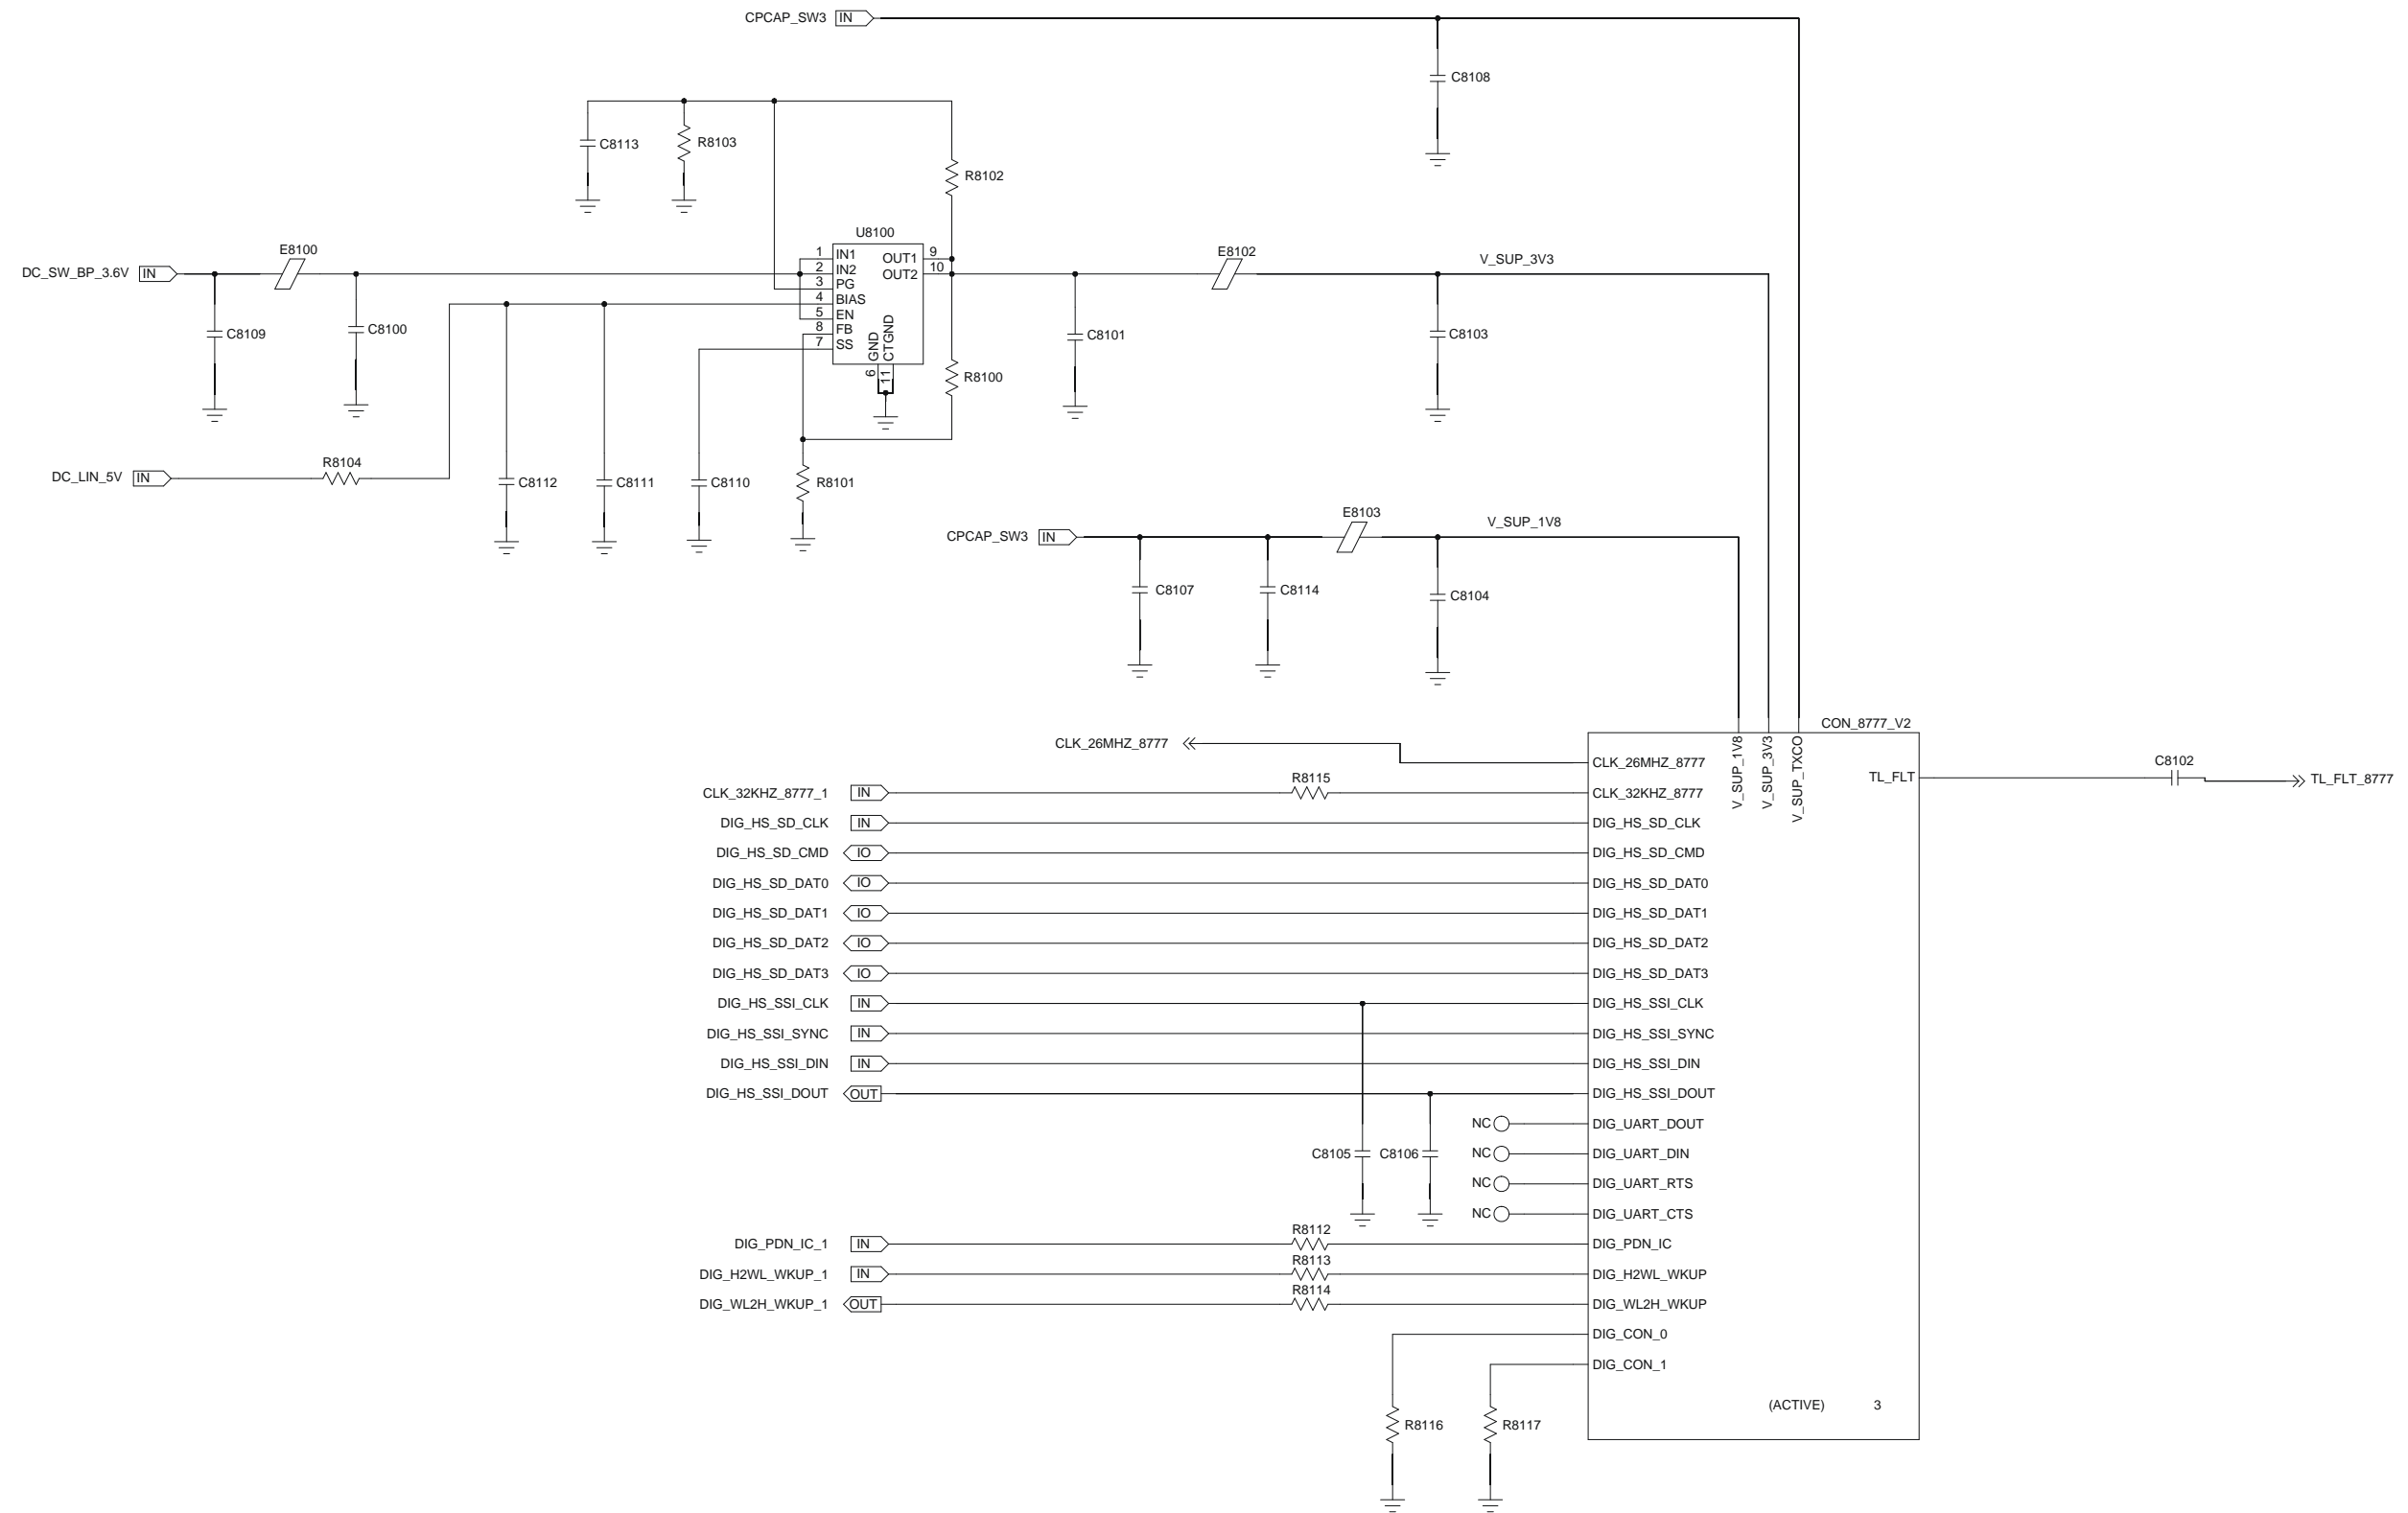 CPCAP_SW3 IN
C8108
C8113 R8103
R8102
U8100
E8100
E8102
DC_SW_BP_3.6V IN
V_SUP_3V3
1 IN1
2 IN2
3 PG
4 BIAS
5 EN
8 FB
7 SS
OUT1 9
OUT2 10
GND CTGND
6 11
C8109 C8100
C8101 C8103
R8100
DC_LIN_5V IN R8104
C8112 C8111 C8110 R8101
CPCAP_SW3 IN E8103 V_SUP_1V8
C8107 C8114 C8104
CON_8777_V2
V_SUP_1V8 V_SUP_3V3 V_SUP_TXCO
CLK_26MHZ_8777 CLK_26MHZ_8777
TL_FLT C8102 TL_FLT_8777
CLK_32KHZ_8777_1 IN R8115 CLK_32KHZ_8777
DIG_HS_SD_CLK IN DIG_HS_SD_CLK
DIG_HS_SD_CMD IO DIG_HS_SD_CMD
DIG_HS_SD_DAT0 IO DIG_HS_SD_DAT0
DIG_HS_SD_DAT1 IO DIG_HS_SD_DAT1
DIG_HS_SD_DAT2 IO DIG_HS_SD_DAT2
DIG_HS_SD_DAT3 IO DIG_HS_SD_DAT3
DIG_HS_SSI_CLK IN DIG_HS_SSI_CLK
DIG_HS_SSI_SYNC IN DIG_HS_SSI_SYNC
DIG_HS_SSI_DIN IN DIG_HS_SSI_DIN
DIG_HS_SSI_DOUT OUT DIG_HS_SSI_DOUT
NC DIG_UART_DOUT
C8105 C8106 NC DIG_UART_DIN
NC DIG_UART_RTS
NC DIG_UART_CTS
DIG_PDN_IC_1 IN R8112 DIG_PDN_IC
DIG_H2WL_WKUP_1 IN R8113 DIG_H2WL_WKUP
DIG_WL2H_WKUP_1 OUT R8114 DIG_WL2H_WKUP
DIG_CON_0
DIG_CON_1
(ACTIVE) 3
R8116 R8117